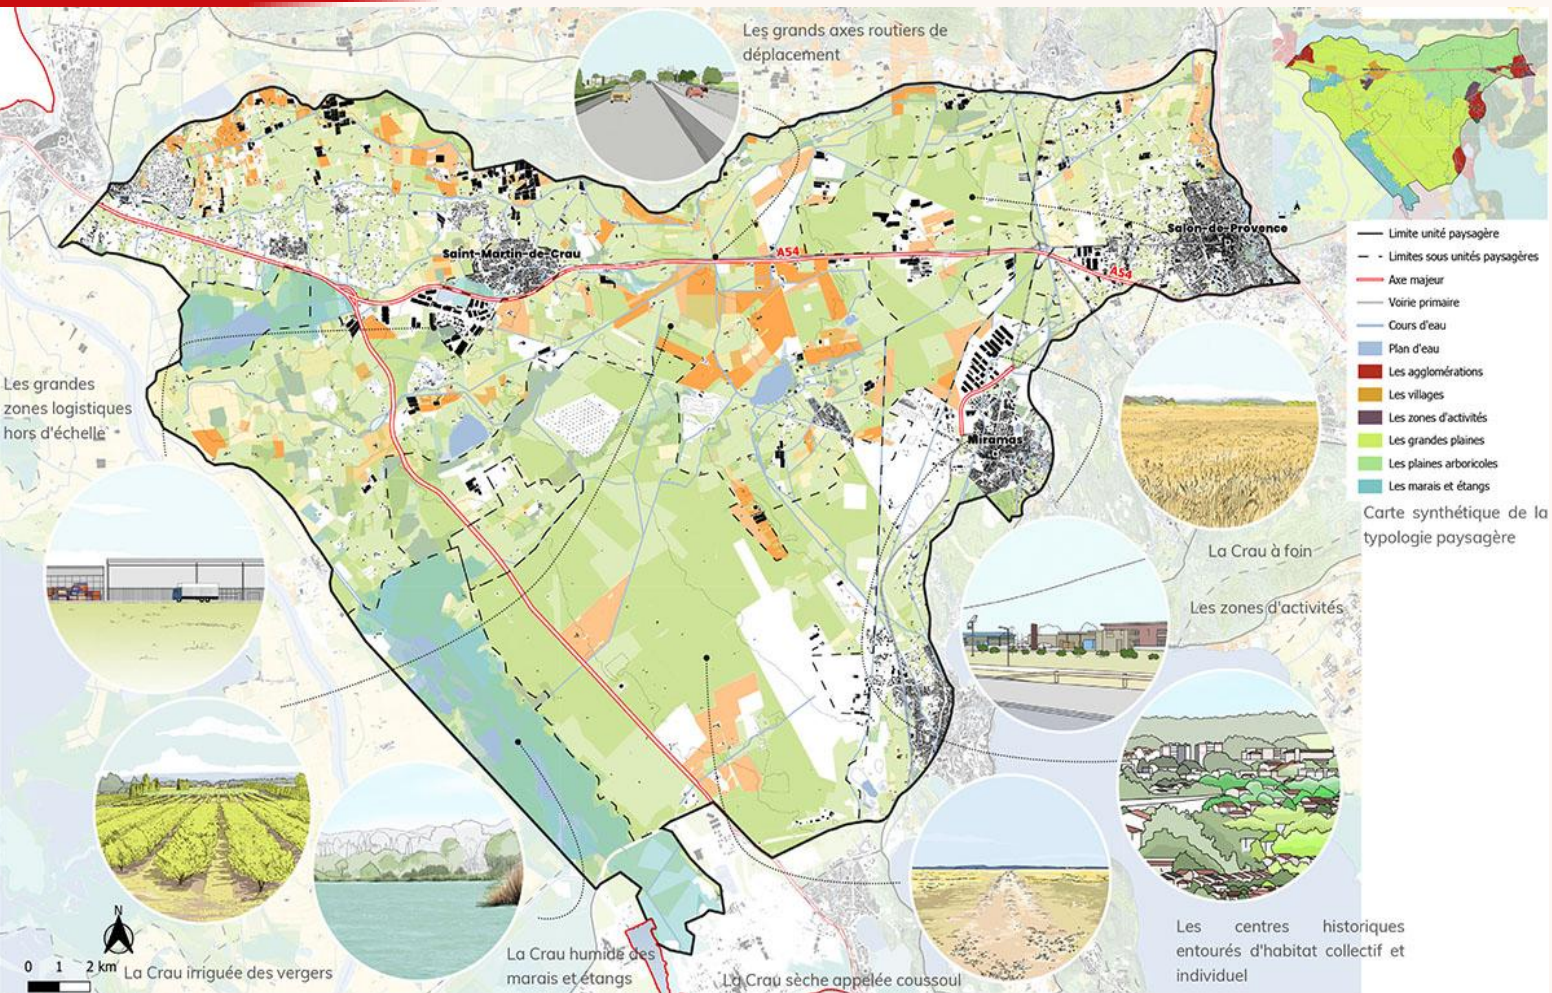 Les grands axes routiers de
déplacement
Saint-Martin-de-Crau
A54
A54
Salon-de-Provence
Miramas
Les grandes
zones logistiques
hors d'échelle
Limite unité paysagère
Limites sous unités paysagères
Axe majeur
Voirie primaire
Cours d'eau
Plan d'eau
Les agglomérations
Les villages
Les zones d'activités
Les grandes plaines
Les plaines arboricoles
Les marais et étangs
Carte synthétique de la
typologie paysagère
La Crau à foin
Les zones d'activités
Les centres historiques
entourés d'habitat collectif et
individuel
La Crau sèche appelée coussoul
La Crau humide des
marais et étangs
La Crau irriguée des vergers
N
0 1 2 km